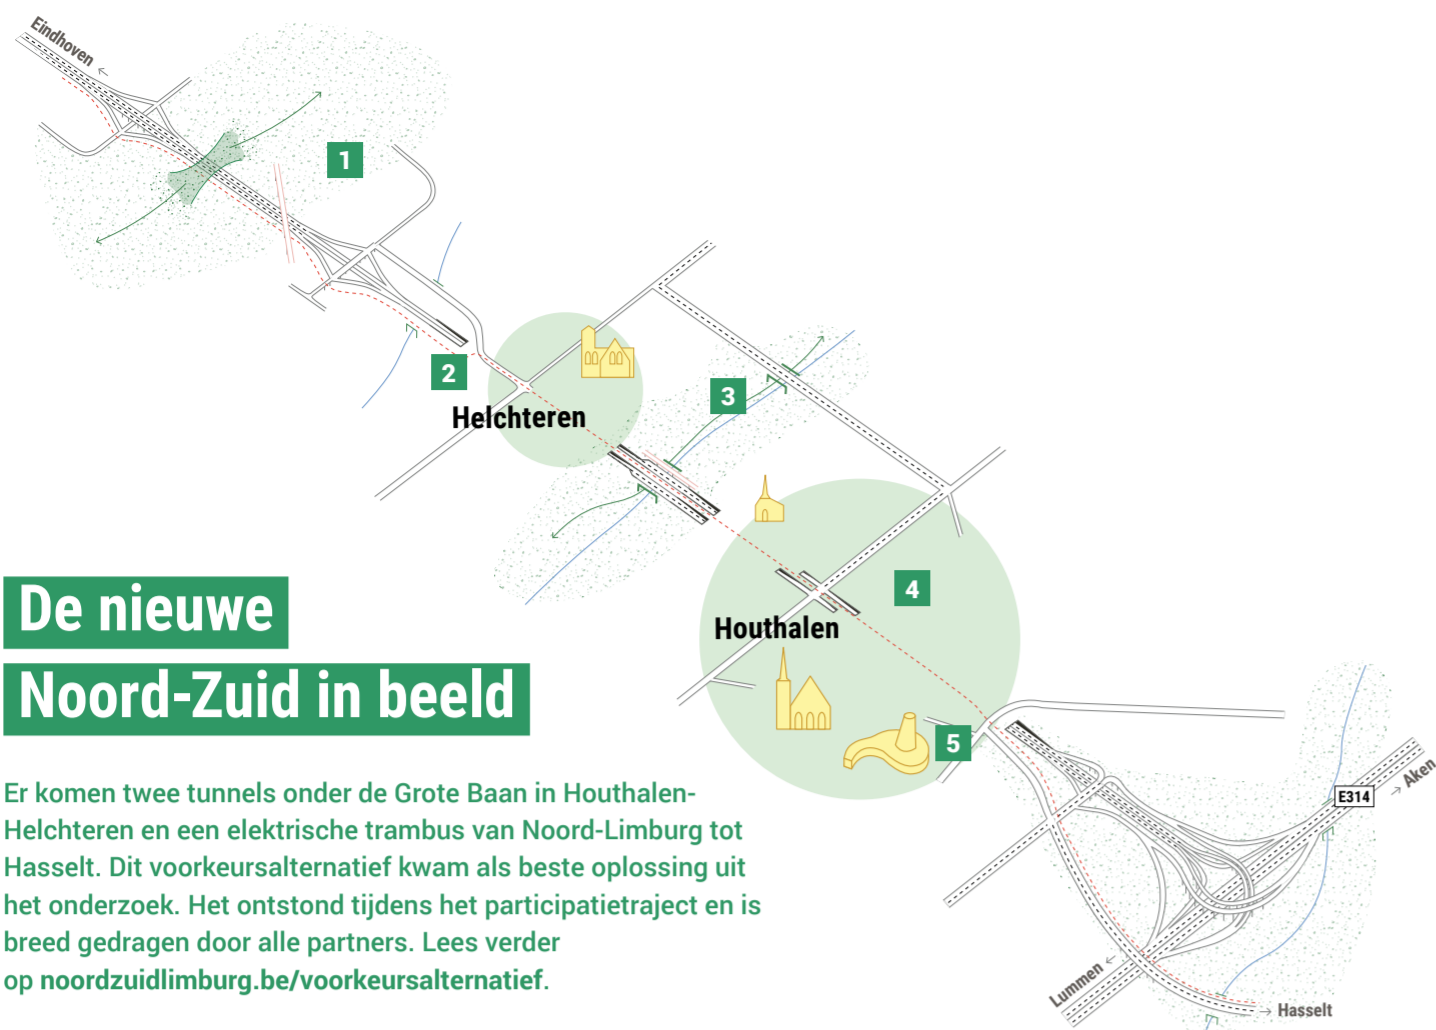 Eindhoven ←
1
2
Helchteren
3
4
Houthalen
5
E314
→ Aken
Lummen ←
→ Hasselt
De nieuwe
Noord-Zuid in beeld
Er komen twee tunnels onder de Grote Baan in Houthalen-
Helchteren en een elektrische trambus van Noord-Limburg tot
Hasselt. Dit voorkeursalternatief kwam als beste oplossing uit
het onderzoek. Het ontstond tijdens het participatietraject en is
breed gedragen door alle partners. Lees verder
op noordzuidlimburg.be/voorkeursalternatief.